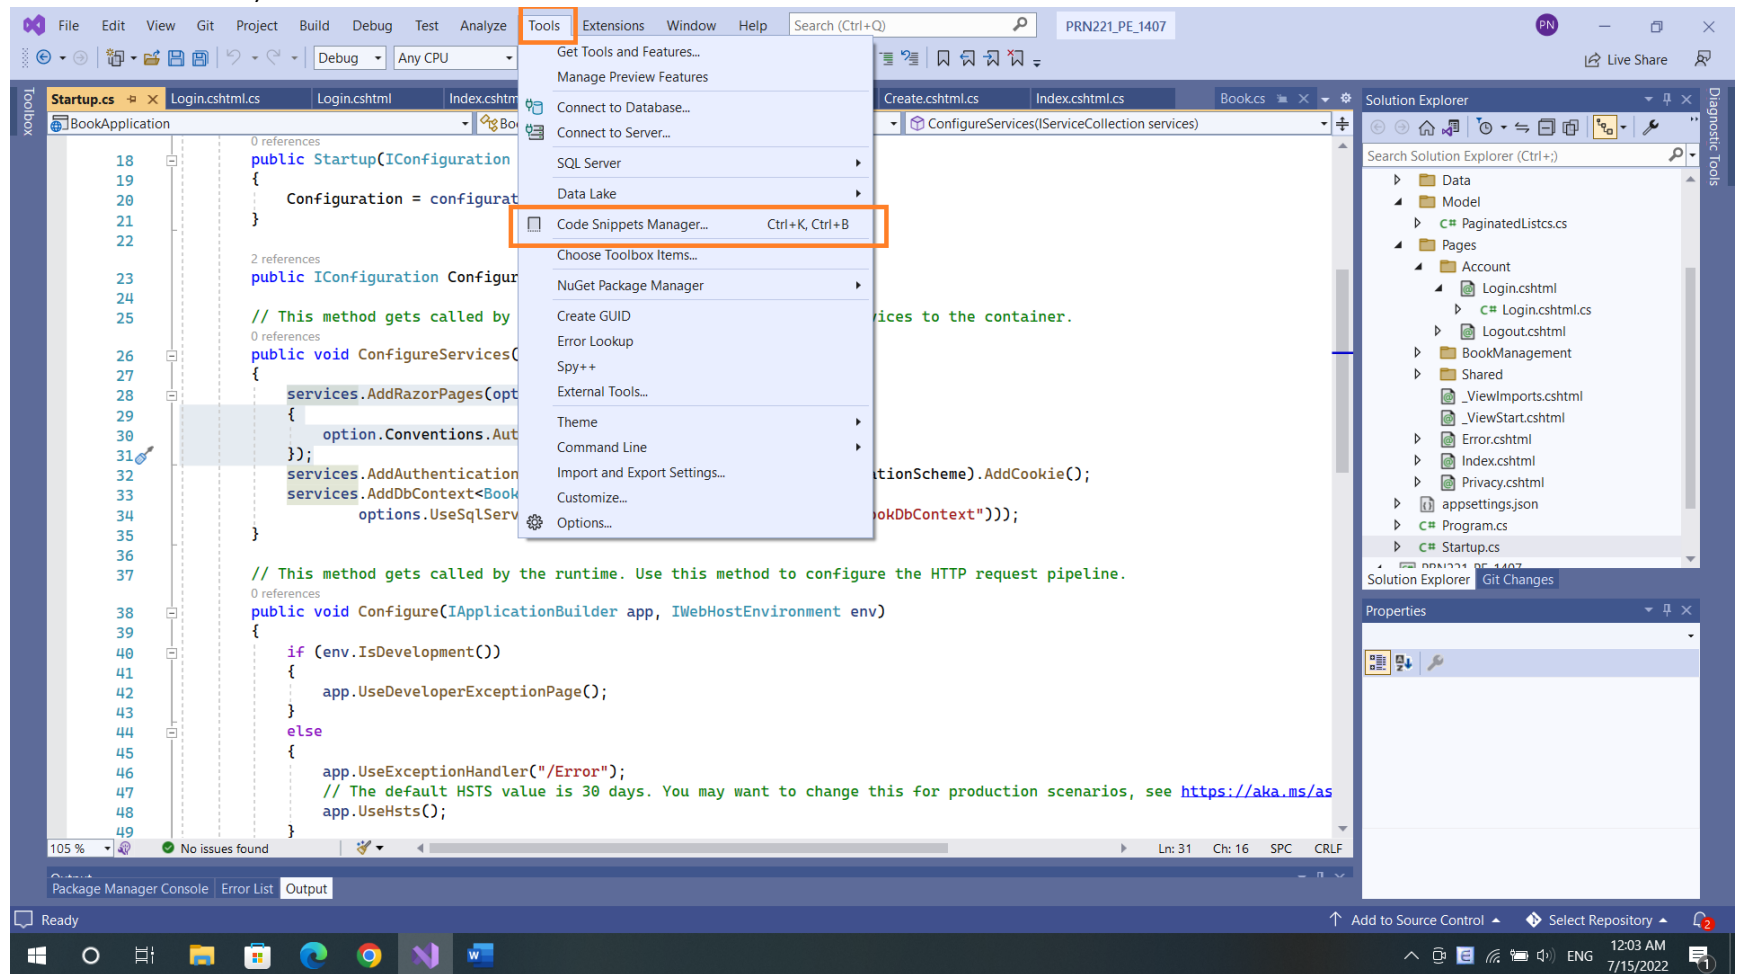 File Edit View Git Project Build Debug Test Analyze Tools Extensions Window Help Search (Ctrl+Q) PRN221_PE_1407 PN
Debug Any CPU Live Share
Get Tools and Features...
Manage Preview Features
Connect to Database...
Connect to Server...
SQL Server
Data Lake
Code Snippets Manager... Ctrl+K, Ctrl+B
Choose Toolbox Items...
NuGet Package Manager
Create GUID
Error Lookup
Spy++
External Tools...
Theme
Command Line
Import and Export Settings...
Customize...
Options...
Toolbox
Startup.cs Login.cshtml.cs Login.cshtml Index.cshtm Create.cshtml.cs Index.cshtml.cs Book.cs
BookApplication Bo ConfigureServices(IServiceCollection services)
0 references
18 public Startup(IConfiguration
19 {
20 Configuration = configurat
21 }
22
2 references
23 public IConfiguration Configur
24
25 // This method gets called by vices to the container.
0 references
26 public void ConfigureServices(
27 {
28 services.AddRazorPages(opt
29 {
30 option.Conventions.Aut
31 });
32 services.AddAuthentication tionScheme).AddCookie();
33 services.AddDbContext<Book
34 options.UseSqlServ okDbContext")));
35 }
36
37 // This method gets called by the runtime. Use this method to configure the HTTP request pipeline.
0 references
38 public void Configure(IApplicationBuilder app, IWebHostEnvironment env)
39 {
40 if (env.IsDevelopment())
41 {
42 app.UseDeveloperExceptionPage();
43 }
44 else
45 {
46 app.UseExceptionHandler("/Error");
47 // The default HSTS value is 30 days. You may want to change this for production scenarios, see https://aka.ms/as
48 app.UseHsts();
49 }
105 % No issues found Ln: 31 Ch: 16 SPC CRLF
Output
Package Manager Console Error List Output
Solution Explorer
Search Solution Explorer (Ctrl+;)
Data
Model
C# PaginatedListcs.cs
Pages
Account
Login.cshtml
C# Login.cshtml.cs
Logout.cshtml
BookManagement
Shared
_ViewImports.cshtml
_ViewStart.cshtml
Error.cshtml
Index.cshtml
Privacy.cshtml
appsettings.json
C# Program.cs
C# Startup.cs
PRN221_PE_1407
Solution Explorer Git Changes
Properties
Diagnostic Tools
Ready Add to Source Control Select Repository 2
ENG 12:03 AM
7/15/2022 1